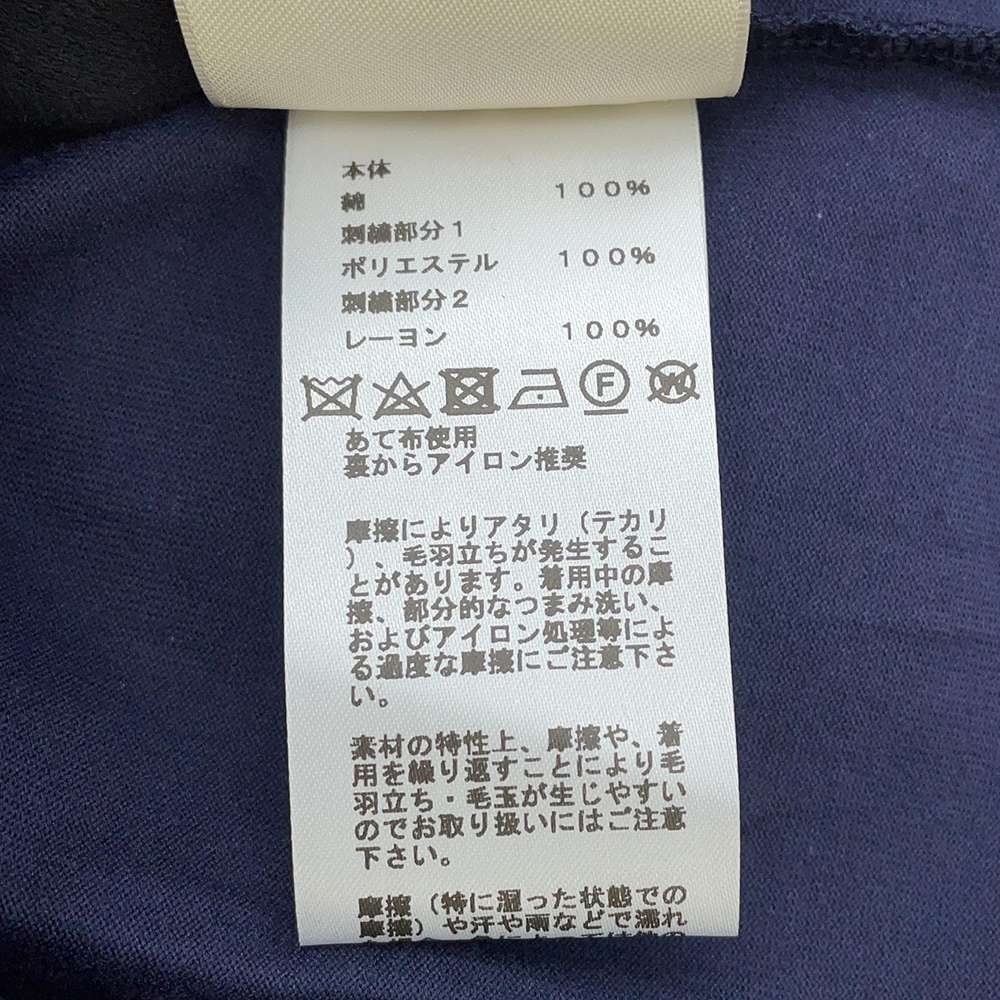 本体
綿 100%
刺繍部分1
ポリエステル 100%
刺繍部分2
レーヨン 100%
F W
あて布使用
裏からアイロン推奨
摩擦によりアタリ（テカリ
）、毛羽立ちが発生するこ
とがあります。着用中の摩
擦、部分的なつまみ洗い、
およびアイロン処理等によ
る過度な摩擦にご注意下さ
い。
素材の特性上、摩擦や、着
用を繰り返すことにより毛
羽立ち・毛玉が生じやすい
のでお取り扱いにはご注意
下さい。
摩擦（特に湿った状態での
摩擦）や汗や雨などで濡れ